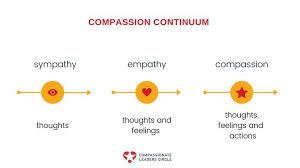 COMPASSION CONTINUUM
sympathy
empathy
compassion
thoughts
thoughts and
feelings
thoughts,
feelings and
actions
COMPASSIONATE
LEADERS CIRCLE